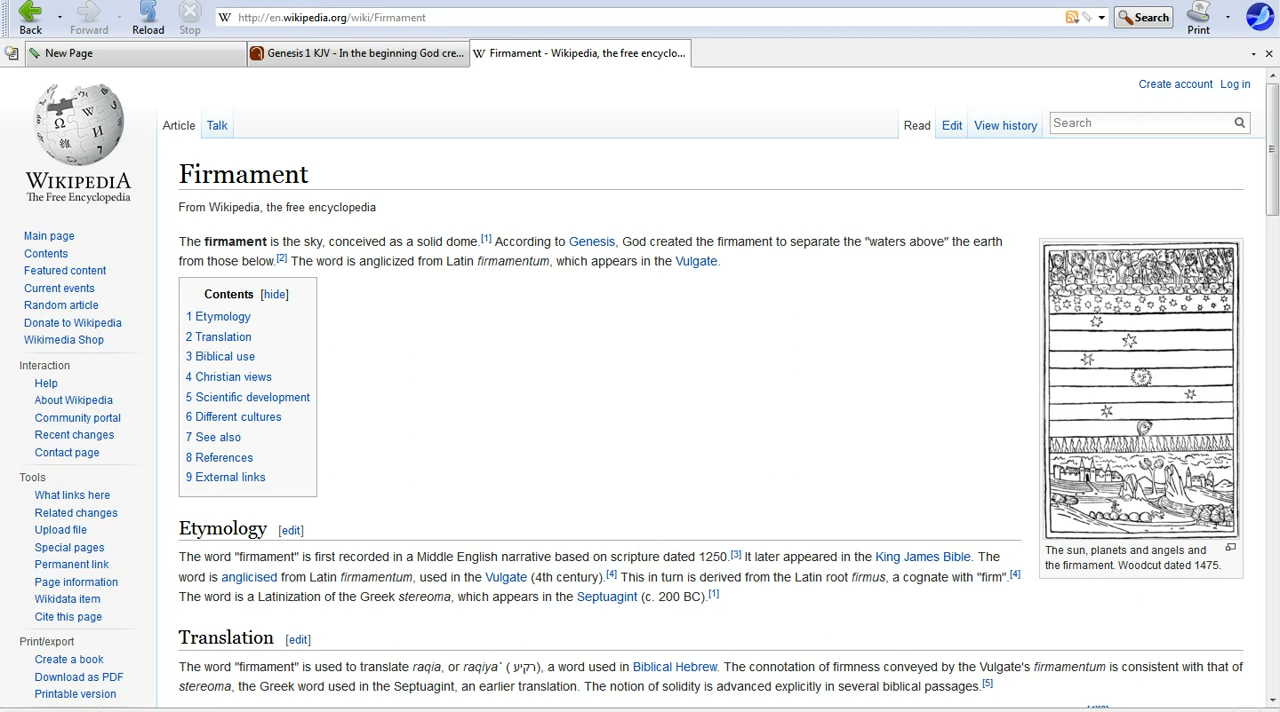 Back
Forward
Reload
Stop
http://en.wikipedia.org/wiki/Firmament
Search
Print
New Page
Genesis 1 KJV - In the beginning God cre...
Firmament - Wikipedia, the free encyclo...
Create account Log in
Article Talk
Read Edit View history
Search
WIKIPEDIA
The Free Encyclopedia
Main page
Contents
Featured content
Current events
Random article
Donate to Wikipedia
Wikimedia Shop
Interaction
Help
About Wikipedia
Community portal
Recent changes
Contact page
Tools
What links here
Related changes
Upload file
Special pages
Permanent link
Page information
Wikidata item
Cite this page
Print/export
Create a book
Download as PDF
Printable version
Firmament
From Wikipedia, the free encyclopedia
The firmament is the sky, conceived as a solid dome.[1] According to Genesis, God created the firmament to separate the "waters above" the earth
from those below.[2] The word is anglicized from Latin firmamentum, which appears in the Vulgate.
Contents [hide]
1 Etymology
2 Translation
3 Biblical use
4 Christian views
5 Scientific development
6 Different cultures
7 See also
8 References
9 External links
The sun, planets and angels and
the firmament. Woodcut dated 1475.
Etymology [edit]
The word "firmament" is first recorded in a Middle English narrative based on scripture dated 1250.[3] It later appeared in the King James Bible. The
word is anglicised from Latin firmamentum, used in the Vulgate (4th century).[4] This in turn is derived from the Latin root firmus, a cognate with "firm".[4]
The word is a Latinization of the Greek stereoma, which appears in the Septuagint (c. 200 BC).[1]
Translation [edit]
The word "firmament" is used to translate raqia, or raqiya` ( רקיע), a word used in Biblical Hebrew. The connotation of firmness conveyed by the Vulgate's firmamentum is consistent with that of
stereoma, the Greek word used in the Septuagint, an earlier translation. The notion of solidity is advanced explicitly in several biblical passages.[5]